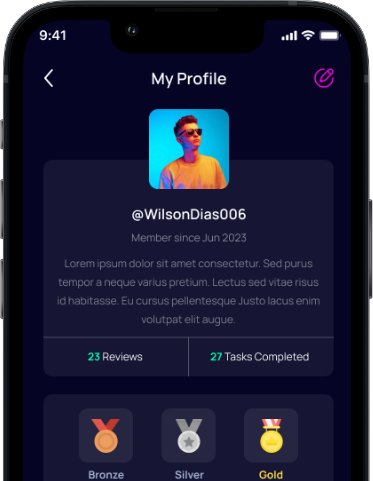 9:41
My Profile
@WilsonDias006
Member since Jun 2023
Lorem ipsum dolor sit amet consectetur. Sed purus
tempor a neque varius pretium. Lectus sed vitae risus
id habitasse. Eu cursus pellentesque Justo lacus enim
volutpat elit augue.
23 Reviews 27 Tasks Completed
Bronze Silver Gold